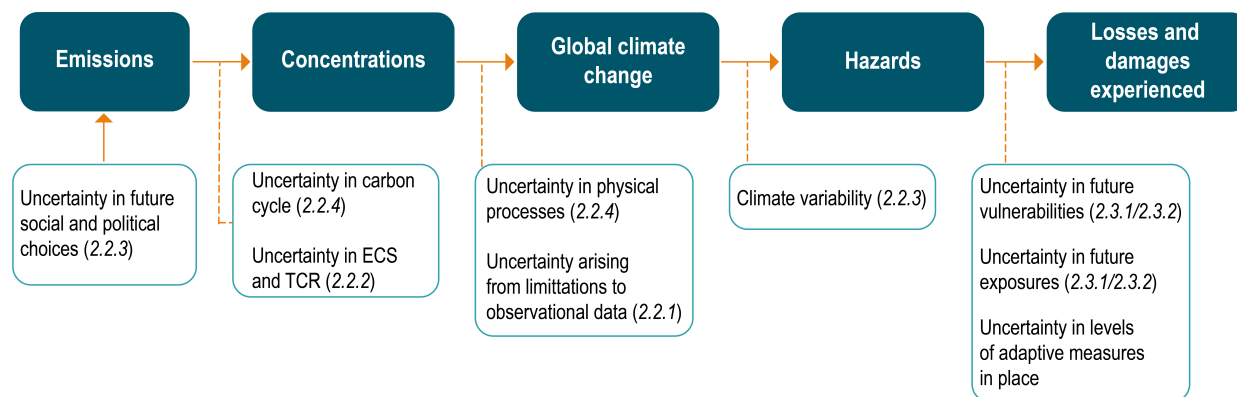 Emissions
Concentrations
Global climate
change
Hazards
Losses and
damages
experienced
Uncertainty in future
social and political
choices (2.2.3)
Uncertainty in carbon
cycle (2.2.4)
Uncertainty in ECS
and TCR (2.2.2)
Uncertainty in physical
processes (2.2.4)
Uncertainty arising
from limittations to
observational data (2.2.1)
Climate variability (2.2.3)
Uncertainty in future
vulnerabilities (2.3.1/2.3.2)
Uncertainty in future
exposures (2.3.1/2.3.2)
Uncertainty in levels
of adaptive measures
in place